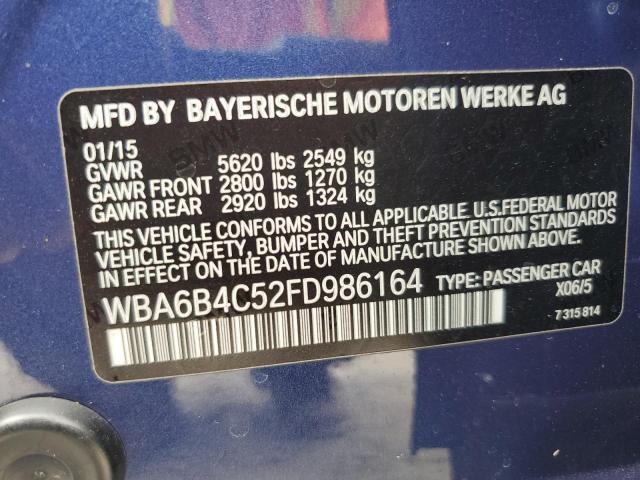 MFD BY BAYERISCHE MOTOREN WERKE AG
01/15
GVWR 5620 lbs 2549 kg
GAWR FRONT 2800 lbs 1270 kg
GAWR REAR 2920 lbs 1324 kg
THIS VEHICLE CONFORMS TO ALL APPLICABLE U.S.FEDERAL MOTOR
VEHICLE SAFETY, BUMPER AND THEFT PREVENTION STANDARDS
IN EFFECT ON THE DATE OF MANUFACTURE SHOWN ABOVE.
WBA6B4C52FD986164 TYPE: PASSENGER CAR
X06/5
7 315 814
BMW
BMW
BMW